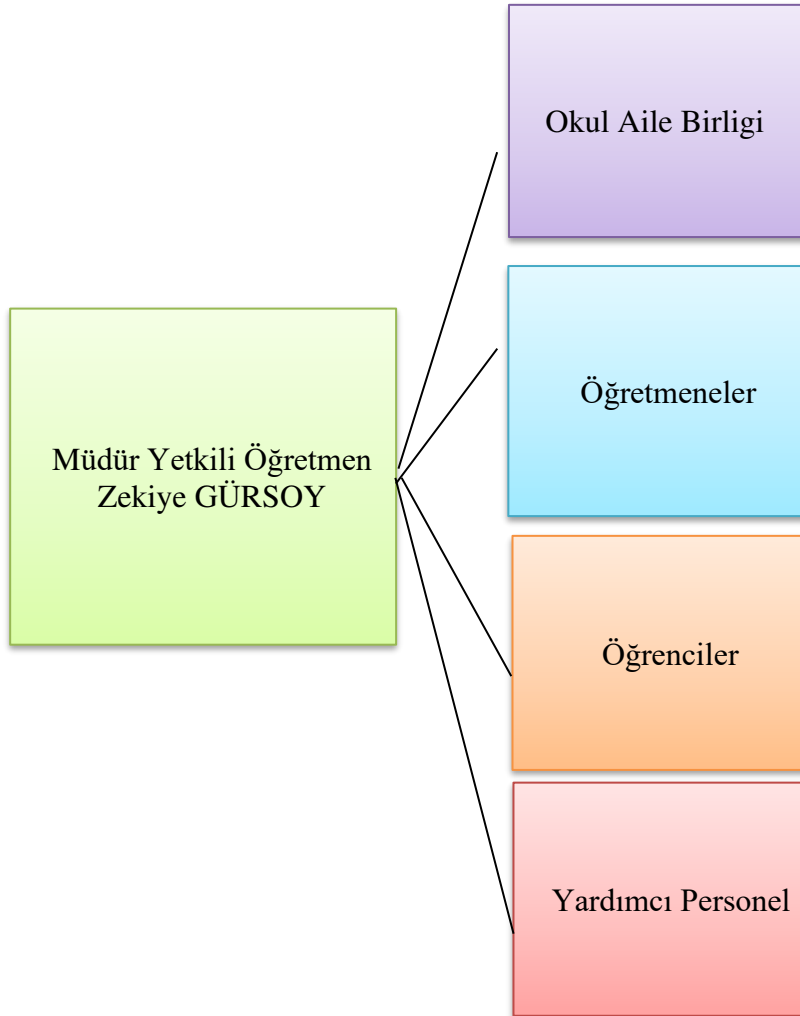 Okul Aile Birligi
Öğretmeneler
Müdür Yetkili Öğretmen
Zekiye GÜRSOY
Öğrenciler
Yardımcı Personel